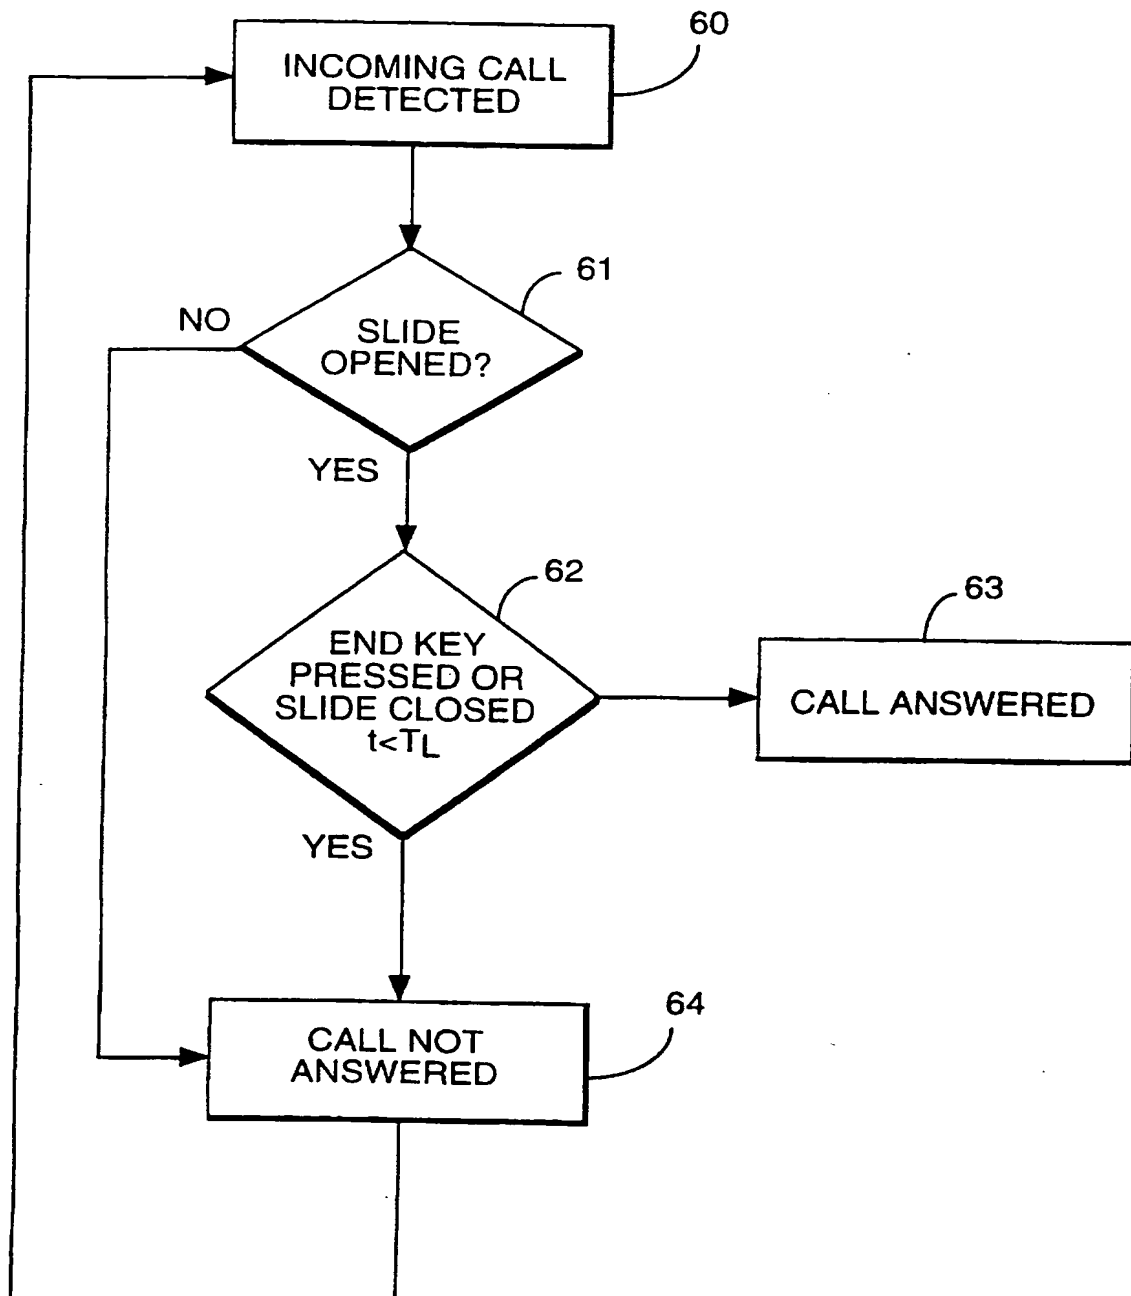 60
INCOMING CALL
DETECTED
61
NO
SLIDE
OPENED?
YES
62
63
END KEY
PRESSED OR
SLIDE CLOSED
t<TL
CALL ANSWERED
YES
64
CALL NOT
ANSWERED